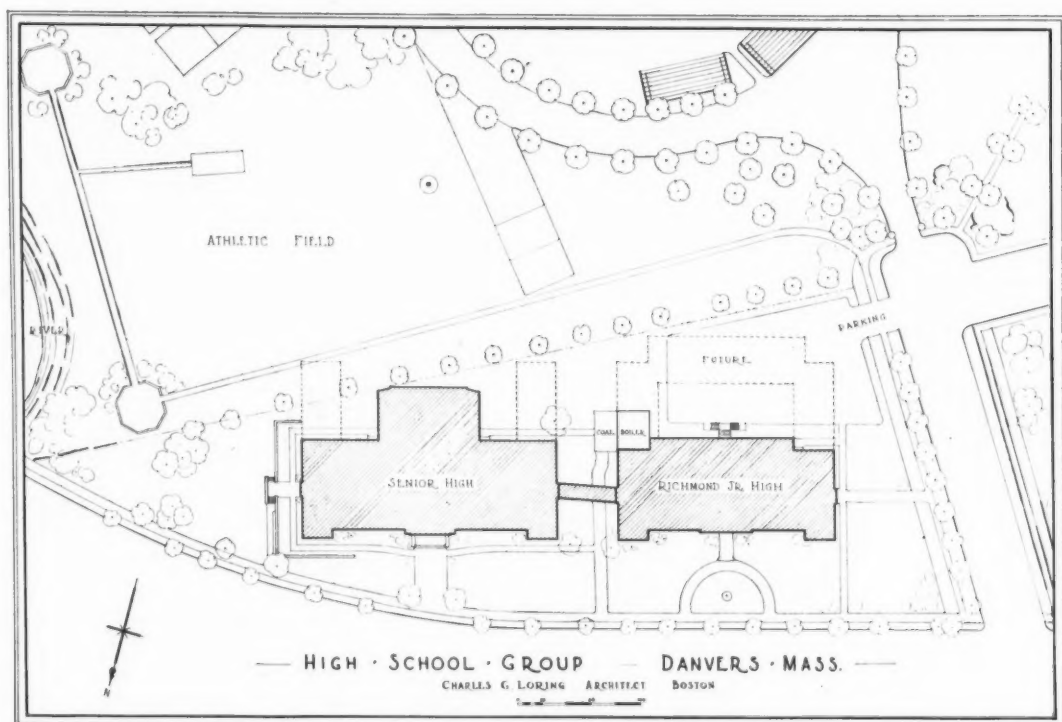 ATHLETIC FIELD
RIVER
PARKING
FUTURE
COAL BOILER
SENIOR HIGH
RICHMOND JR. HIGH
N
HIGH · SCHOOL · GROUP — DANVERS · MASS.
CHARLES G. LORING ARCHITECT BOSTON